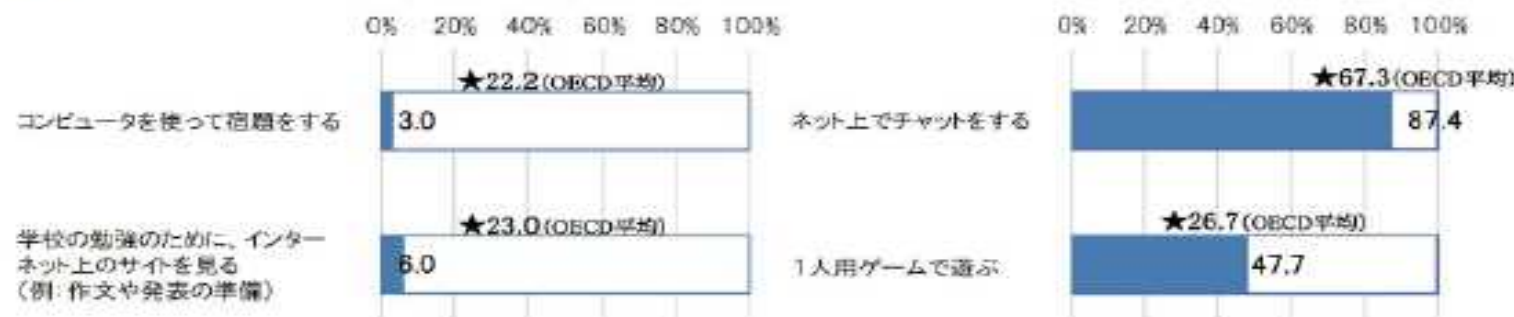 0% 20% 40% 60% 80% 100%
★22.2(OECD平均)
コンピュータを使って宿題をする
3.0
★23.0(OECD平均)
学校の勉強のために、インター
ネット上のサイトを見る
(例:作文や発表の準備)
6.0
0% 20% 40% 60% 80% 100%
★67.3(OECD平均)
ネット上でチャットをする
87.4
★26.7(OECD平均)
1人用ゲームで遊ぶ
47.7